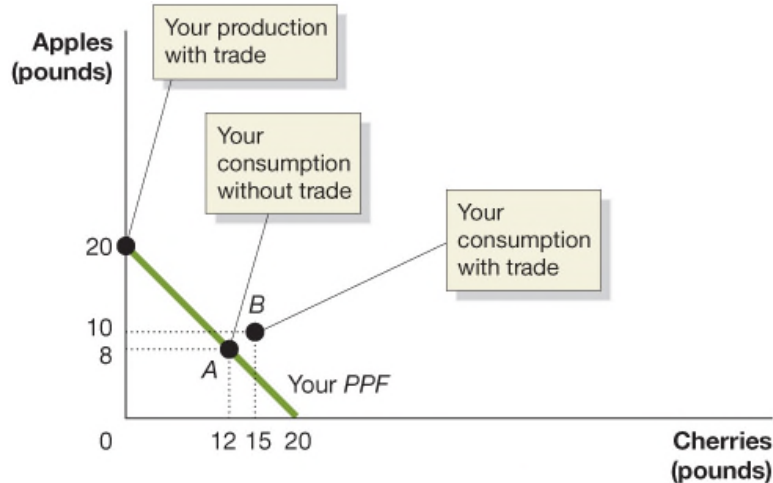 Apples
(pounds)
Your production
with trade
Your
consumption
without trade
Your
consumption
with trade
20
B
10
8
A
Your PPF
0
12
15
20
Cherries
(pounds)